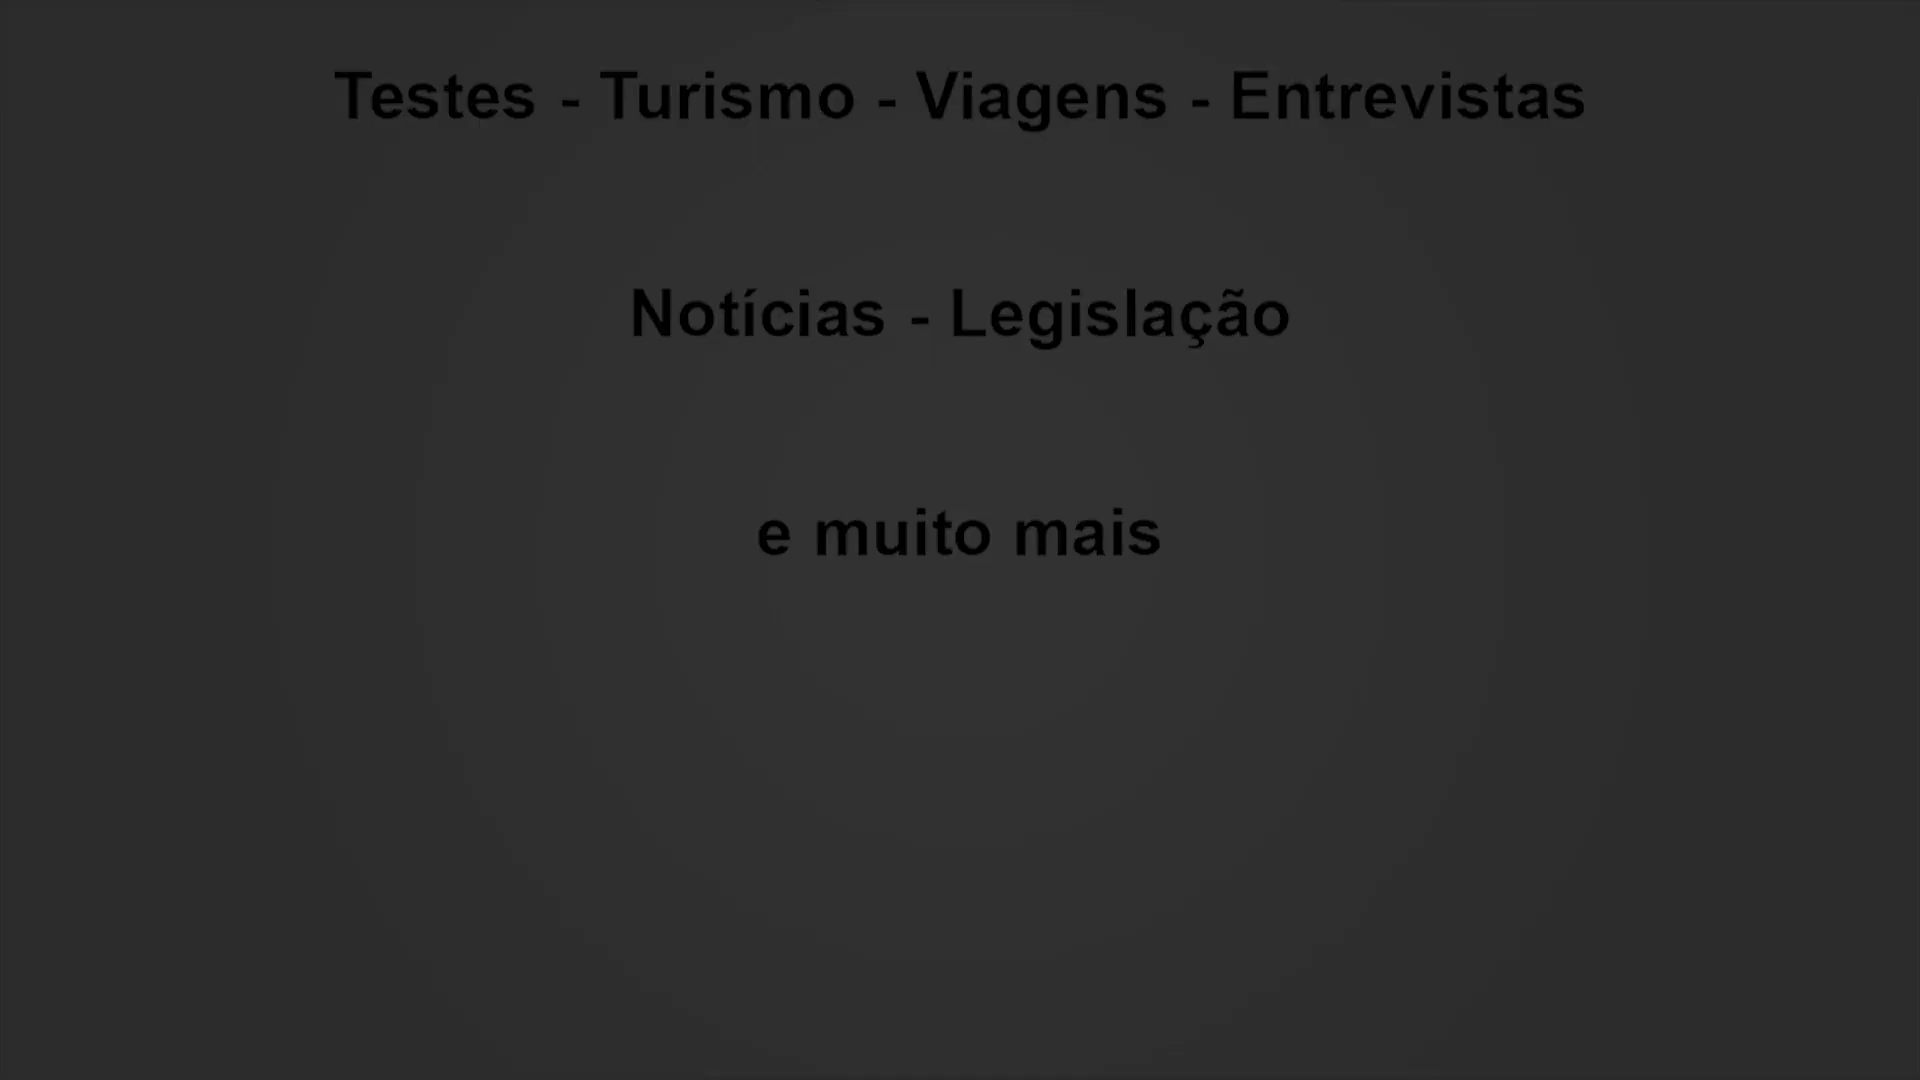 Testes - Turismo - Viagens - Entrevistas
Notícias - Legislação
e muito mais